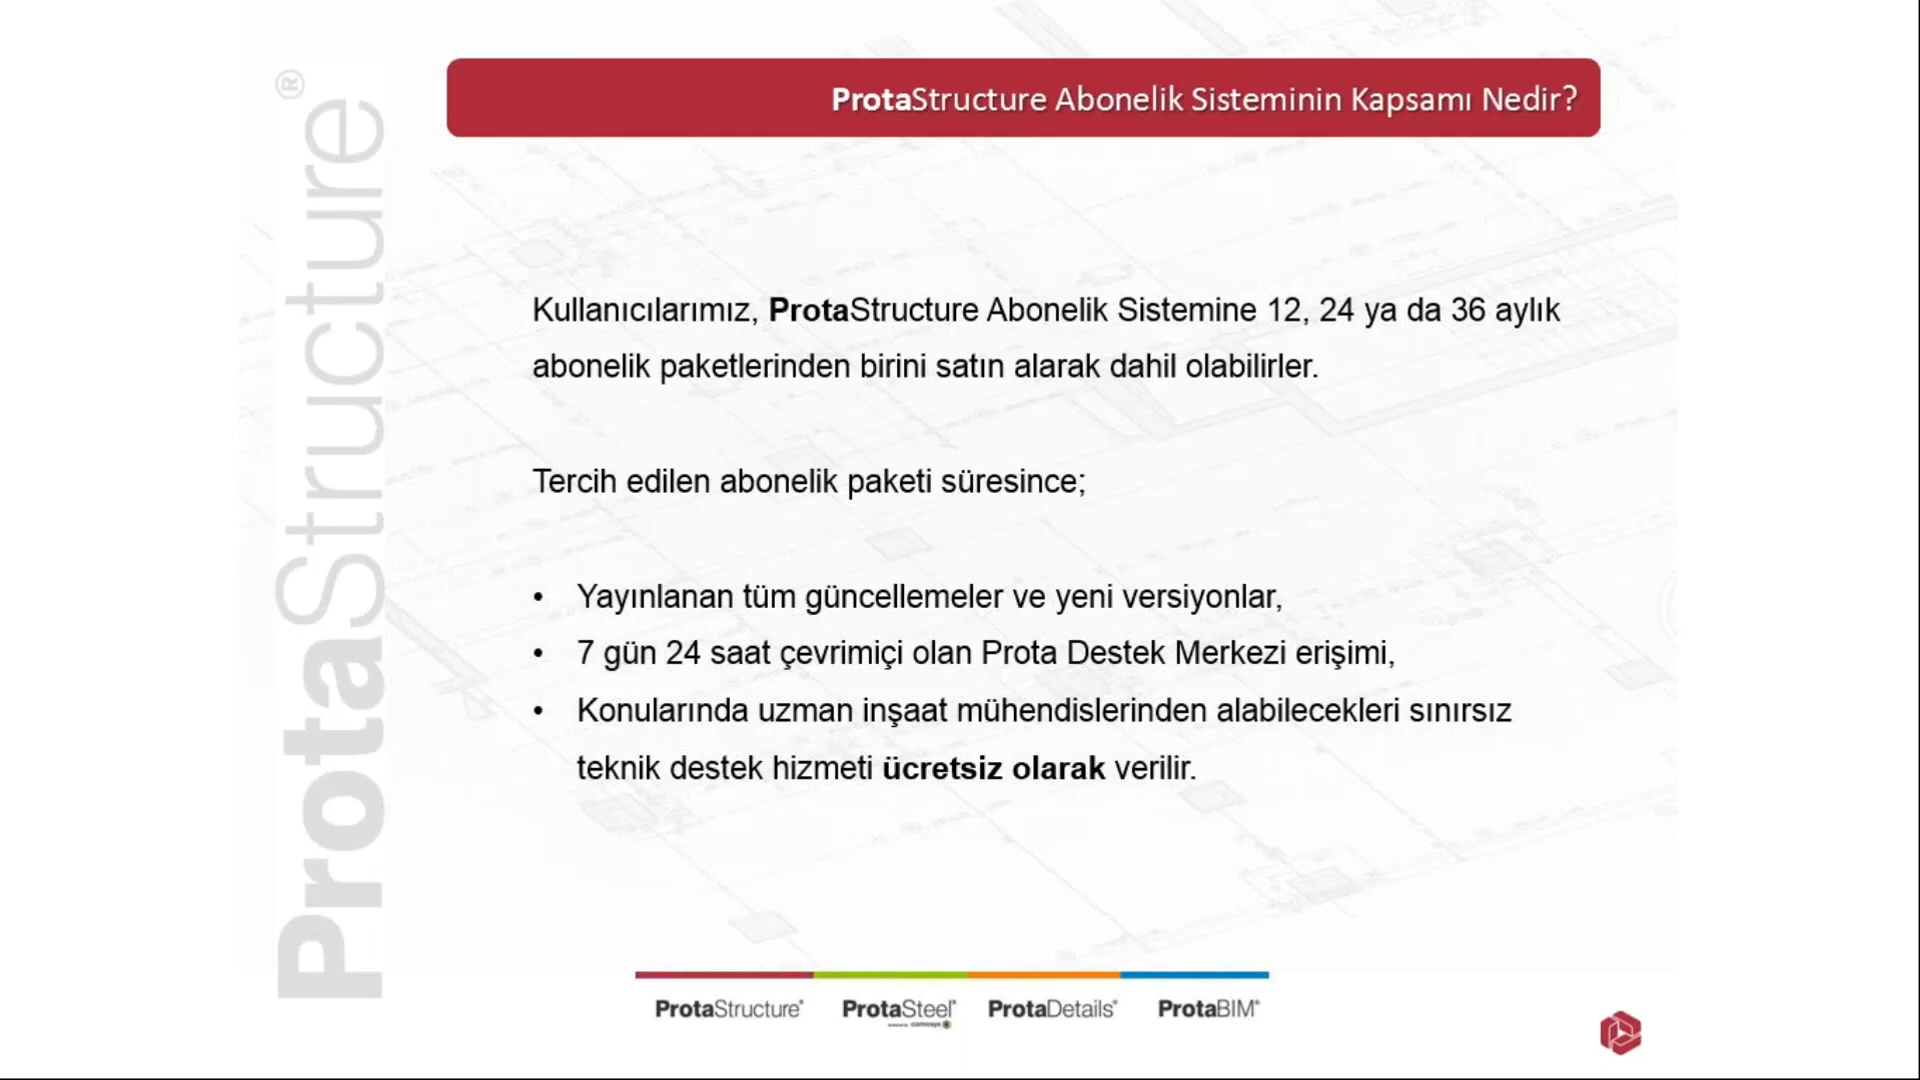 ProtaStructure®
ProtaStructure Abonelik Sisteminin Kapsamı Nedir?
Kullanıcılarımız, ProtaStructure Abonelik Sistemine 12, 24 ya da 36 aylık
abonelik paketlerinden birini satın alarak dahil olabilirler.
Tercih edilen abonelik paketi süresince;
• Yayınlanan tüm güncellemeler ve yeni versiyonlar,
• 7 gün 24 saat çevrimiçi olan Prota Destek Merkezi erişimi,
• Konularında uzman inşaat mühendislerinden alabilecekleri sınırsız
teknik destek hizmeti ücretsiz olarak verilir.
ProtaStructure® ProtaSteel® ProtaDetails® ProtaBIM®